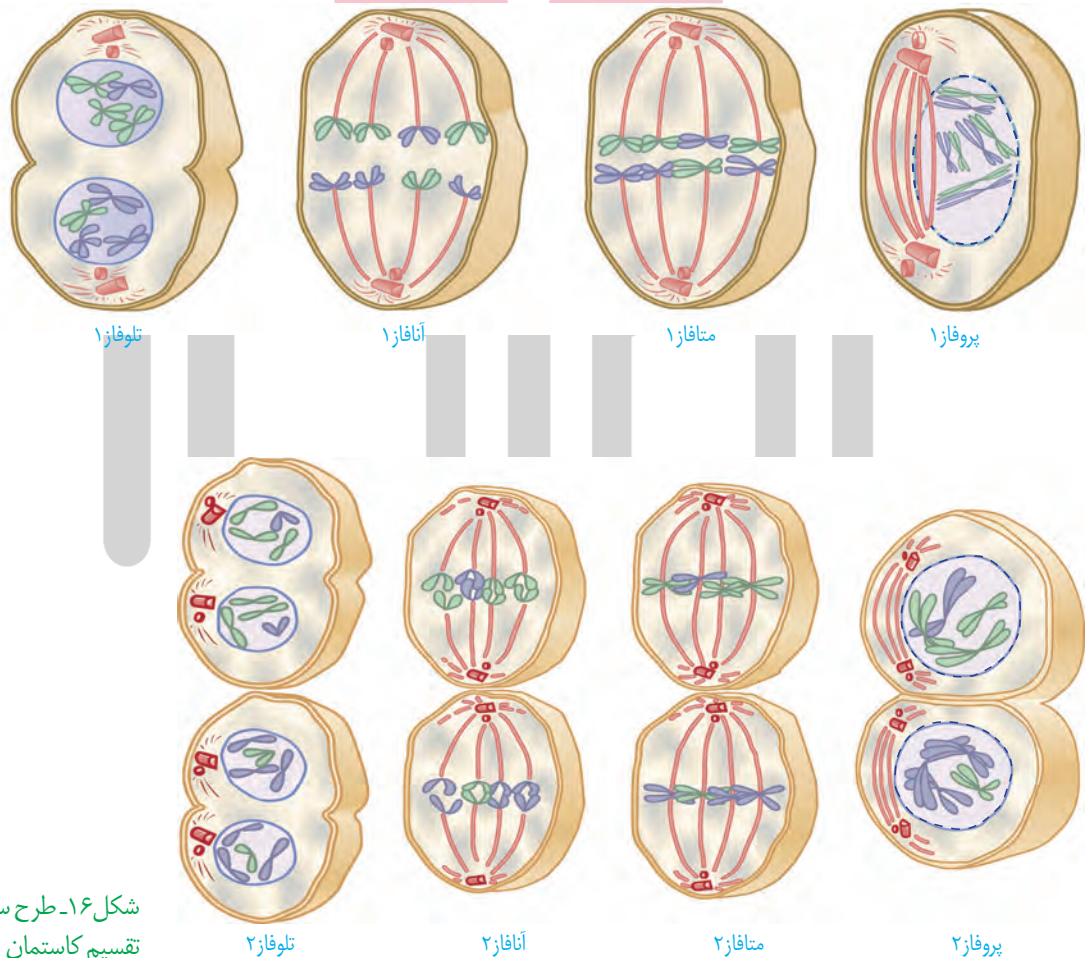 پروفاز۱
متافاز۱
آنافاز۱
تلوفاز۱
پروفاز۲
متافاز۲
آنافاز۲
تلوفاز۲
شکل۱۶ـ طرح
تقسیم کاستمان